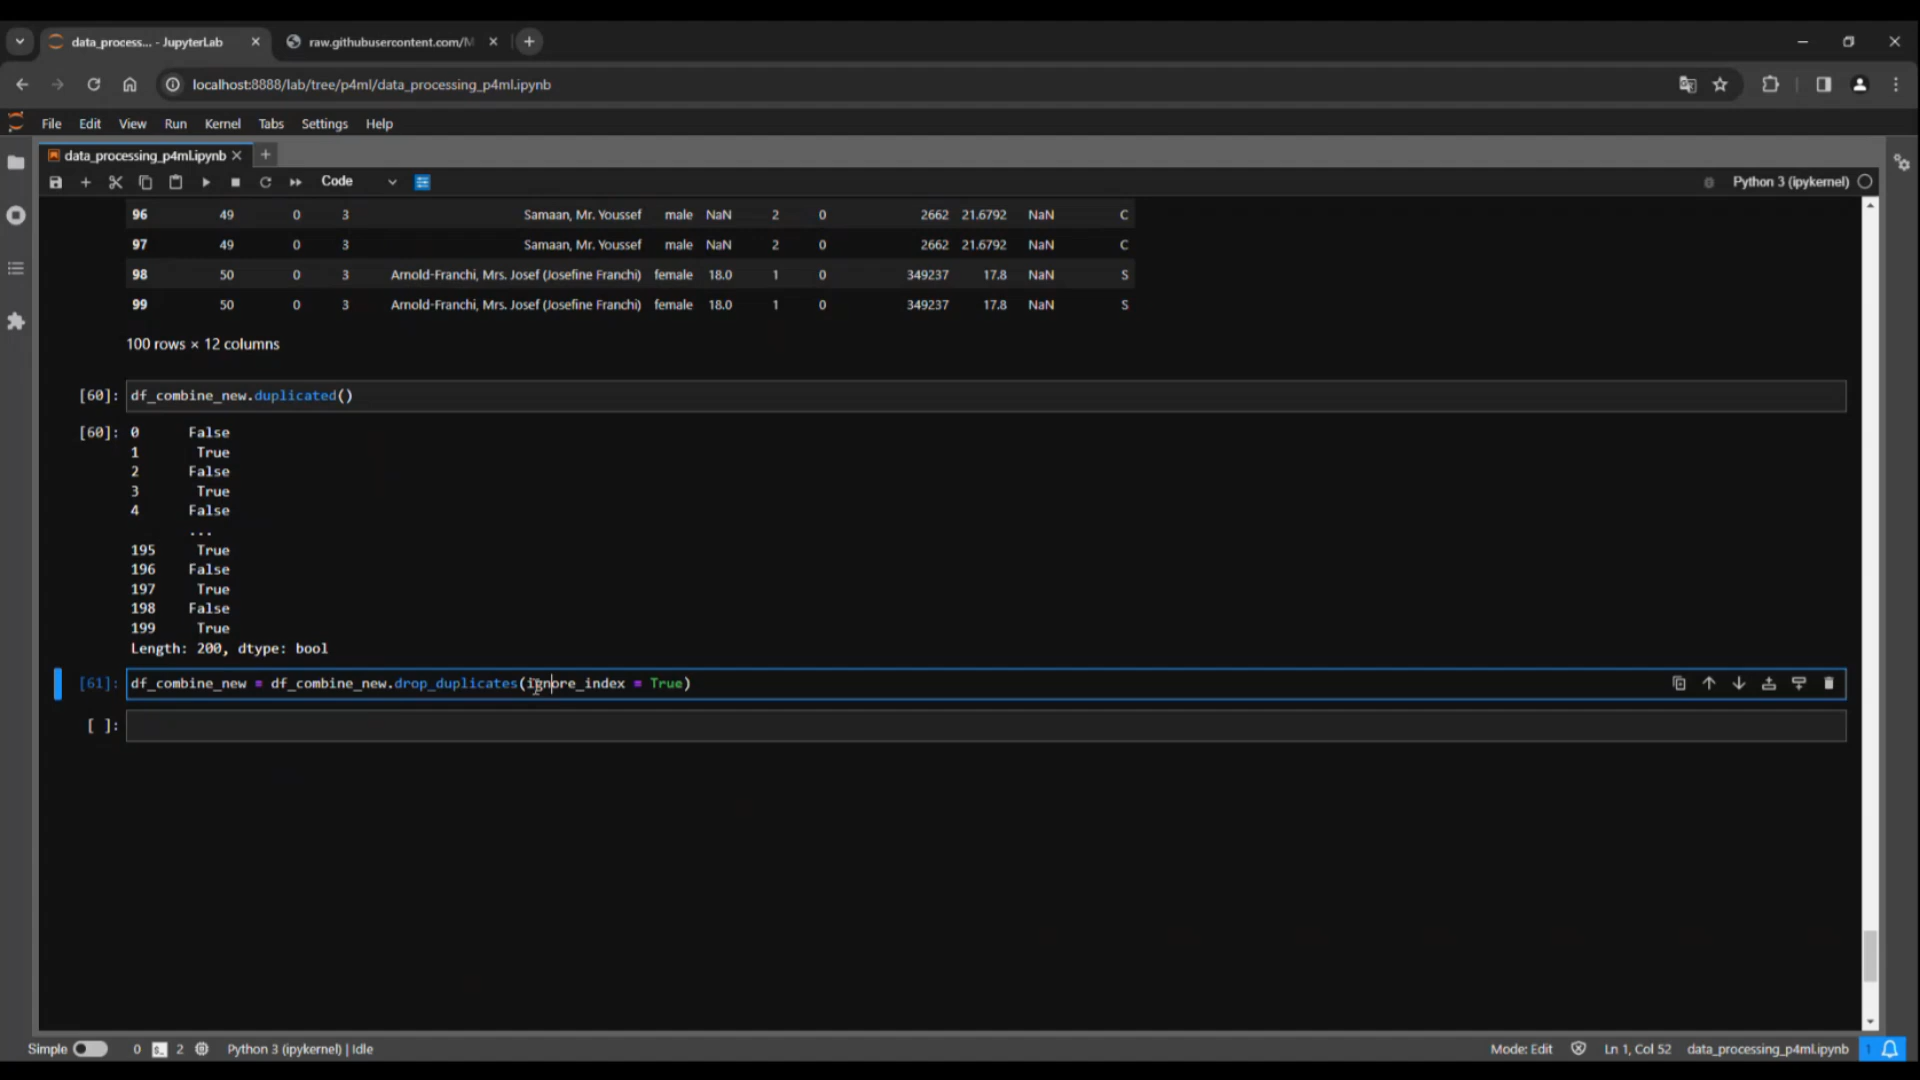 data_process... - JupyterLab
raw.githubusercontent.com/M
localhost:8888/lab/tree/p4ml/data_processing_p4ml.ipynb
File Edit View Run Kernel Tabs Settings Help
data_processing_p4ml.ipynb
Code
Python 3 (ipykernel)
96 49 0 3 Samaan, Mr. Youssef male NaN 2 0 2662 21.6792 NaN C
97 49 0 3 Samaan, Mr. Youssef male NaN 2 0 2662 21.6792 NaN C
98 50 0 3 Arnold-Franchi, Mrs. Josef (Josefine Franchi) female 18.0 1 0 349237 17.8 NaN S
99 50 0 3 Arnold-Franchi, Mrs. Josef (Josefine Franchi) female 18.0 1 0 349237 17.8 NaN S
100 rows × 12 columns
[60]: df_combine_new.duplicated()
[60]: 0 False
1 True
2 False
3 True
4 False
...
195 True
196 False
197 True
198 False
199 True
Length: 200, dtype: bool
[61]: df_combine_new = df_combine_new.drop_duplicates(ignore_index = True)
[ ]:
Simple 0 2 Python 3 (ipykernel) | Idle Mode: Edit Ln 1, Col 52 data_processing_p4ml.ipynb 1